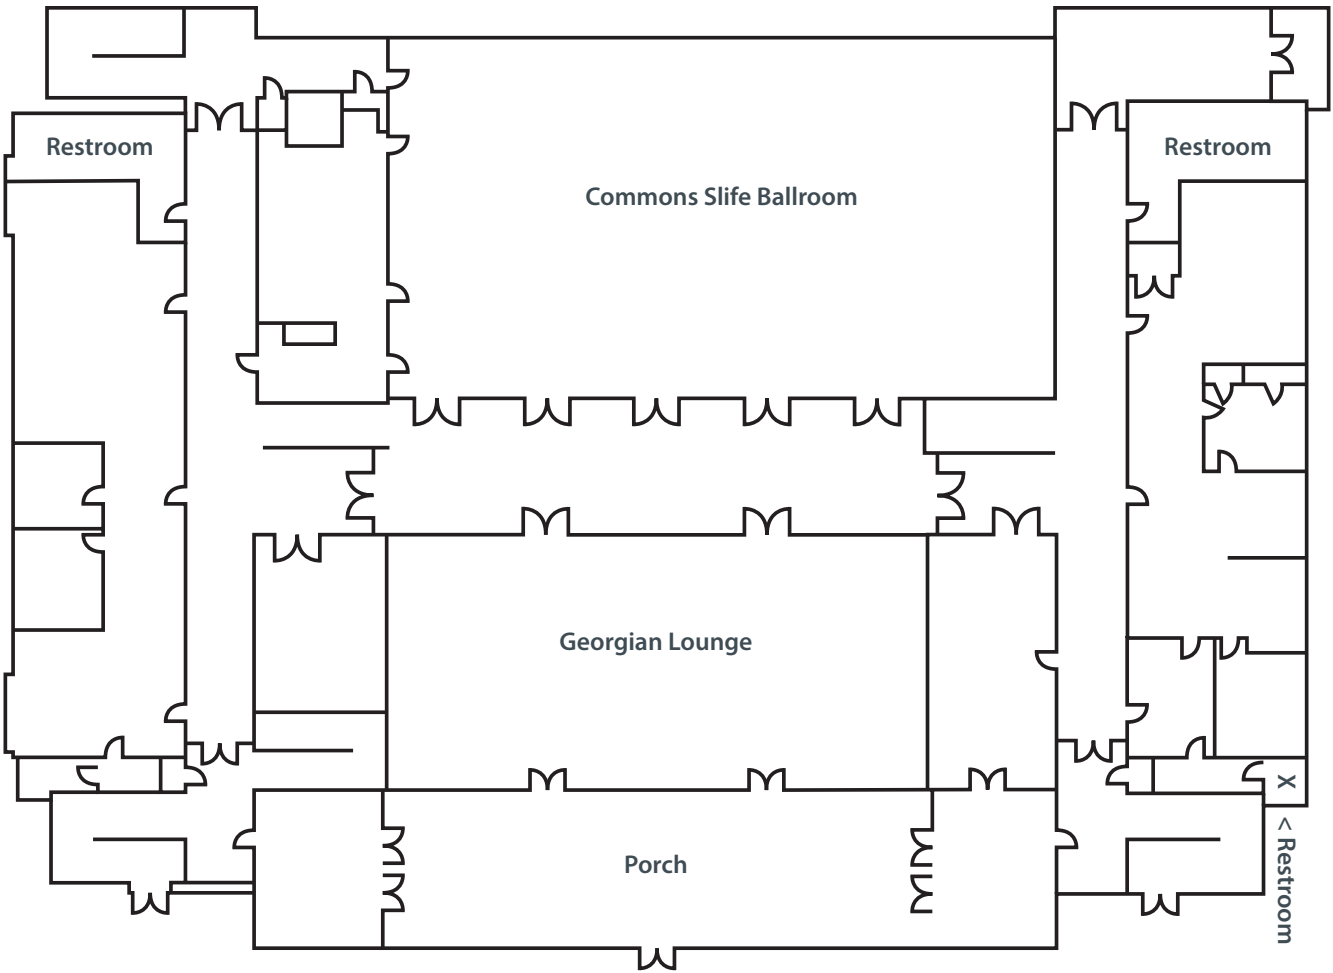 Restroom
Restroom
Commons Slife Ballroom
Georgian Lounge
X
< Restroom
Porch